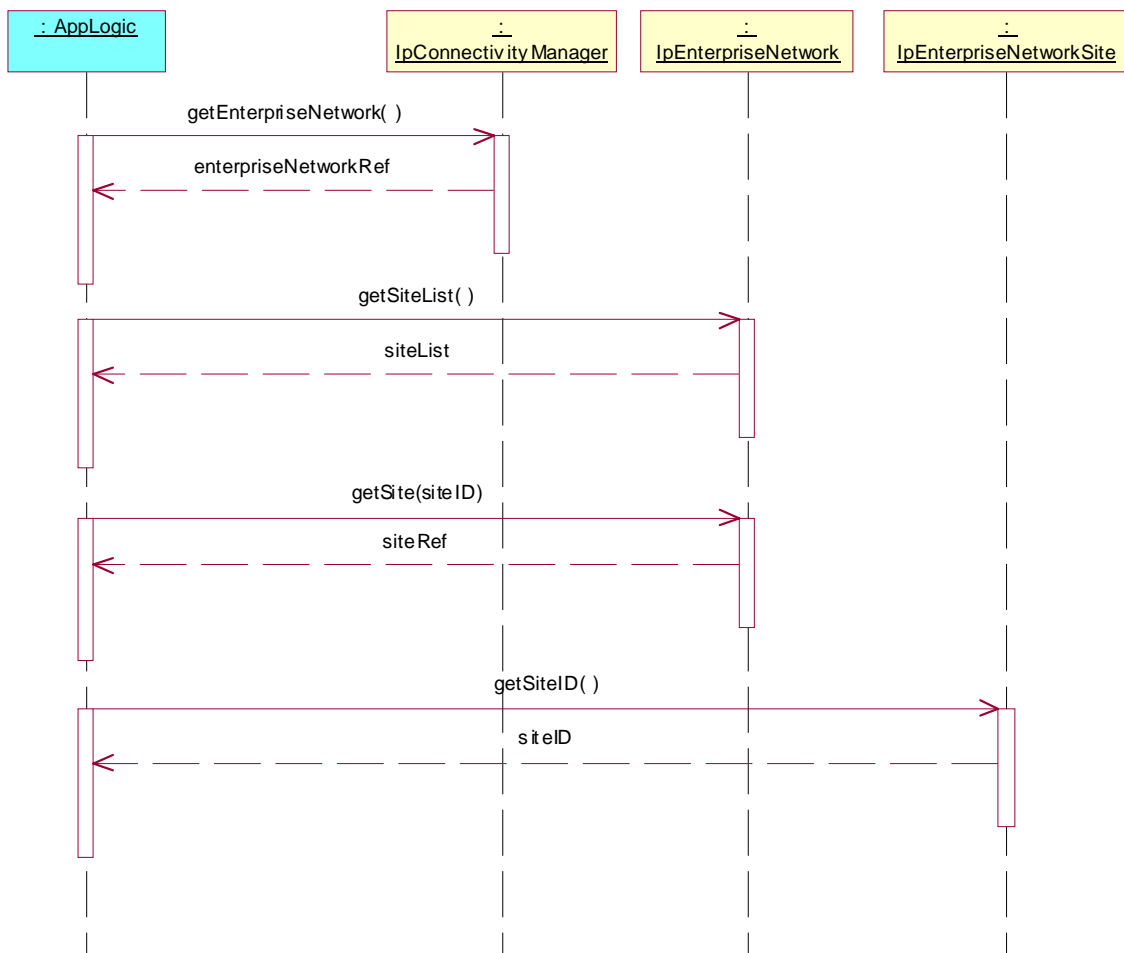 : AppLogic
:
IpConnectivityManager
:
IpEnterpriseNetwork
:
IpEnterpriseNetworkSite
getEnterpriseNetwork( )
enterpriseNetworkRef
getSiteList( )
siteList
getSite(siteID)
siteRef
getSiteID( )
siteID